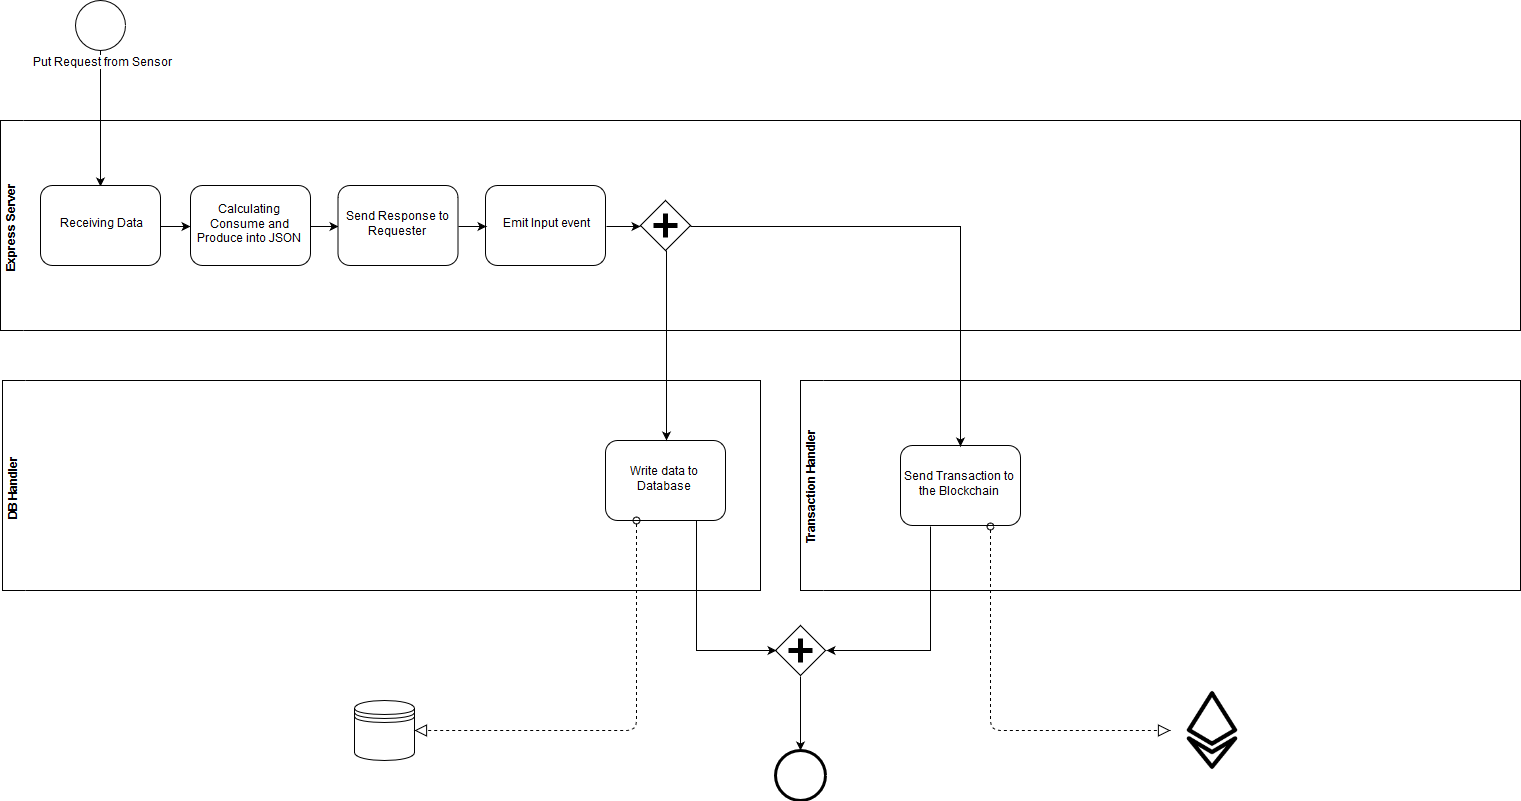 Put Request from Sensor
Express Server
Receiving Data
Calculating
Consume and
Produce into JSON
Send Response to
Requester
Emit Input event
DB Handler
Write data to
Database
Transaction Handler
Send Transaction to
the Blockchain